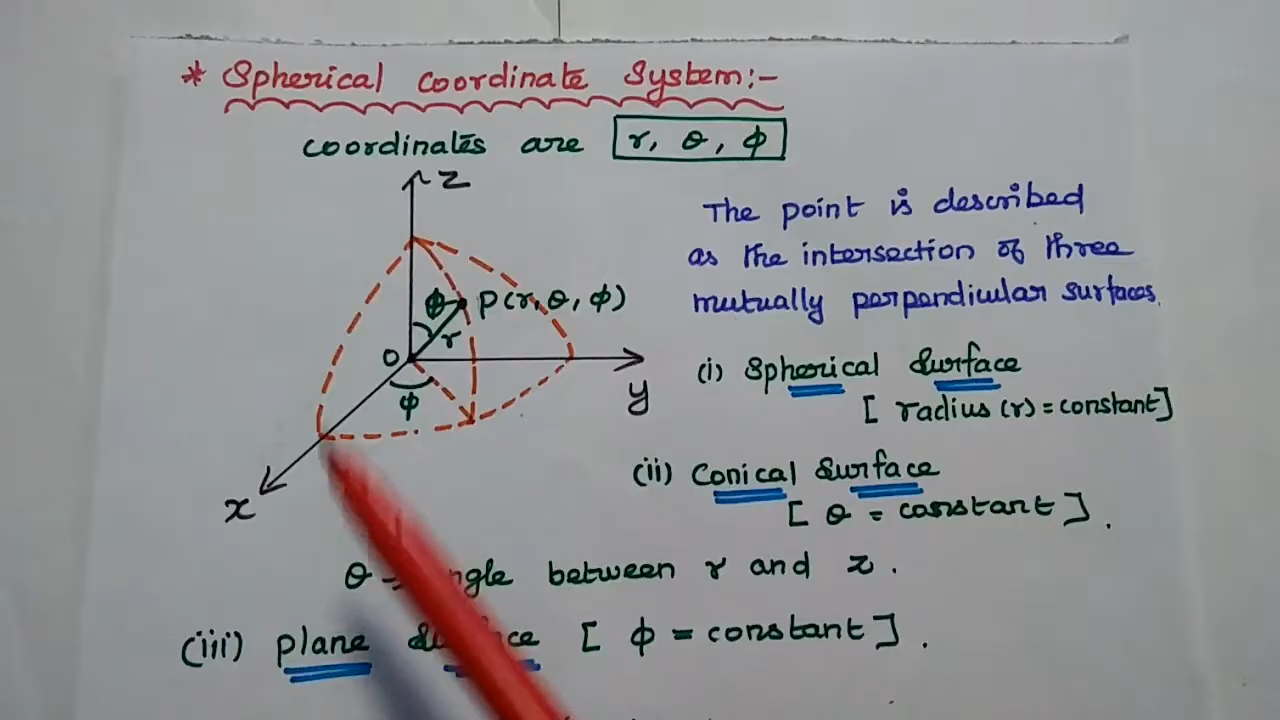 * Spherical coordinate System:-
coordinates are r, θ, ϕ
z
The point is described
as the intersection of three
mutually perpendicular surfaces.
θ P(r, θ, ϕ)
r
O
y
ϕ
x
(i) Spherical Surface
[ radius (r) = constant]
(ii) Conical Surface
[ θ = constant ] .
θ → between r and z .
(iii) plane [ ϕ = constant ] .